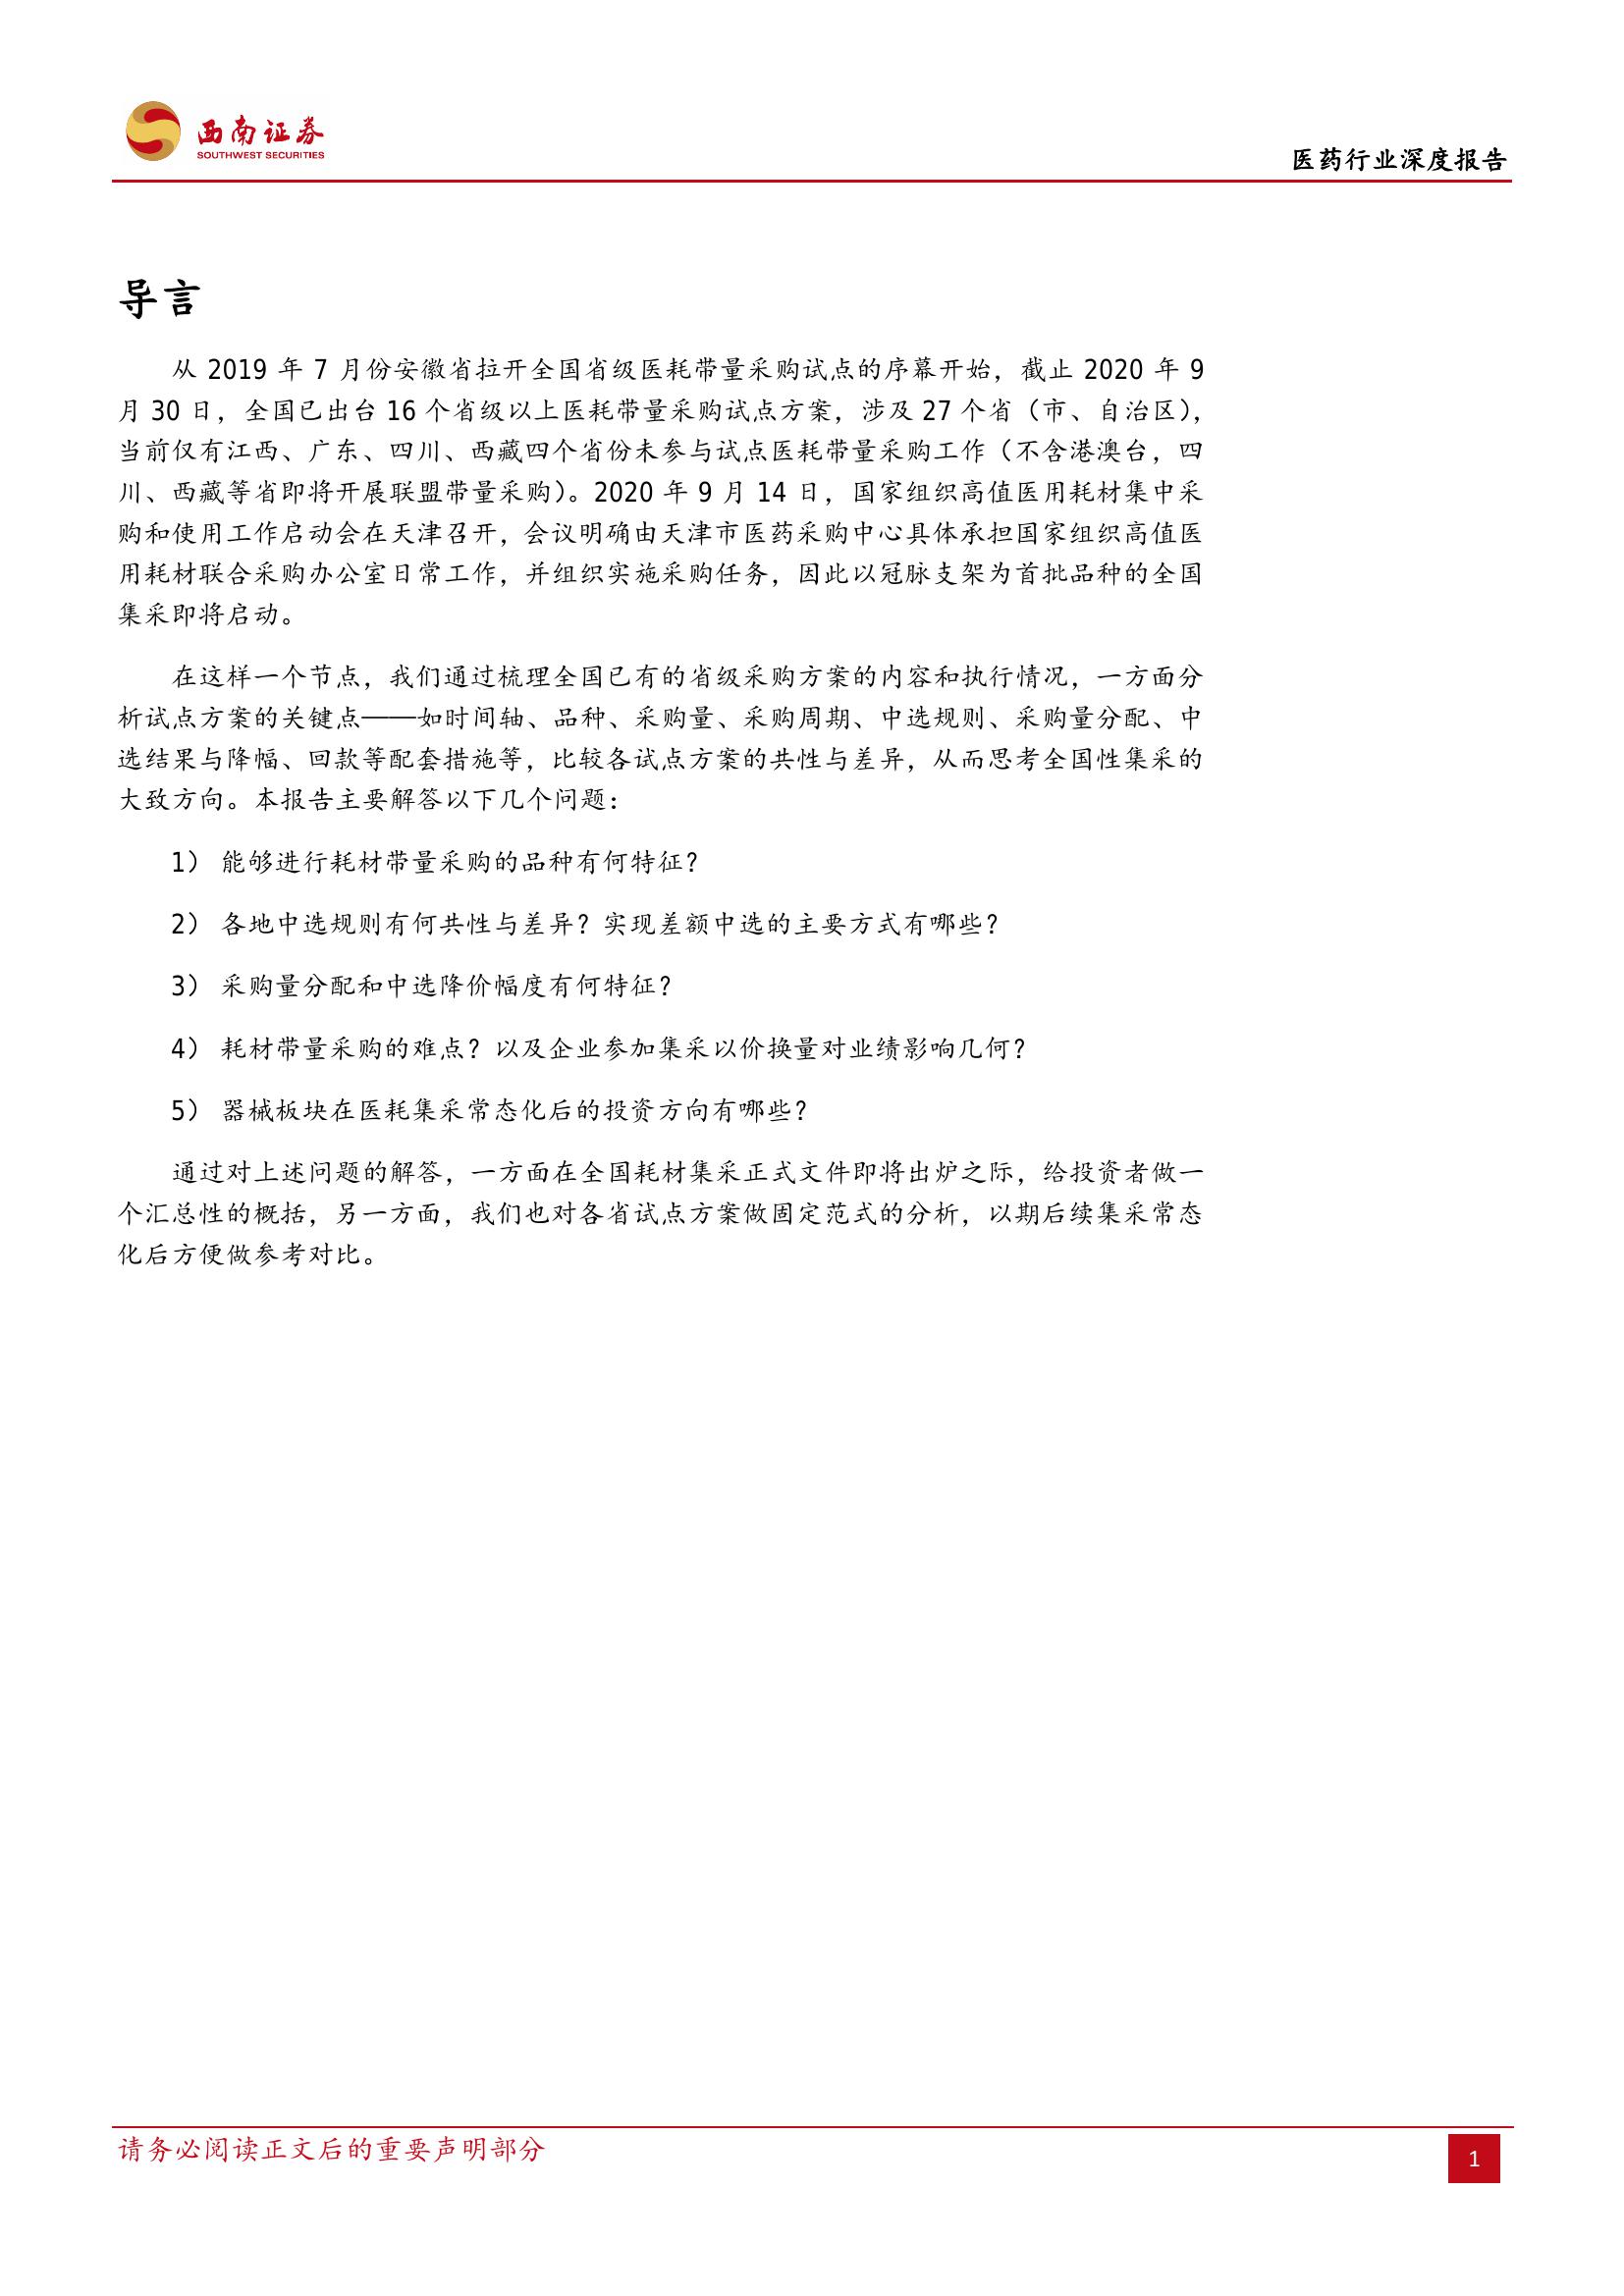 西南证券
SOUTHWEST SECURITIES
医药行业深度报告
导言
从 2019 年 7 月份安徽省拉开全国省级医耗带量采购试点的序幕开始，截止 2020 年 9
月 30 日，全国已出台 16 个省级以上医耗带量采购试点方案，涉及 27 个省（市、自治区），
当前仅有江西、广东、四川、西藏四个省份未参与试点医耗带量采购工作（不含港澳台，四
川、西藏等省即将开展联盟带量采购）。2020 年 9 月 14 日，国家组织高值医用耗材集中采
购和使用工作启动会在天津召开，会议明确由天津市医药采购中心具体承担国家组织高值医
用耗材联合采购办公室日常工作，并组织实施采购任务，因此以冠脉支架为首批品种的全国
集采即将启动。
在这样一个节点，我们通过梳理全国已有的省级采购方案的内容和执行情况，一方面分
析试点方案的关键点——如时间轴、品种、采购量、采购周期、中选规则、采购量分配、中
选结果与降幅、回款等配套措施等，比较各试点方案的共性与差异，从而思考全国性集采的
大致方向。本报告主要解答以下几个问题：
1） 能够进行耗材带量采购的品种有何特征？
2） 各地中选规则有何共性与差异？实现差额中选的主要方式有哪些？
3） 采购量分配和中选降价幅度有何特征？
4） 耗材带量采购的难点？以及企业参加集采以价换量对业绩影响几何？
5） 器械板块在医耗集采常态化后的投资方向有哪些？
通过对上述问题的解答，一方面在全国耗材集采正式文件即将出炉之际，给投资者做一
个汇总性的概括，另一方面，我们也对各省试点方案做固定范式的分析，以期后续集采常态
化后方便做参考对比。
请务必阅读正文后的重要声明部分
1